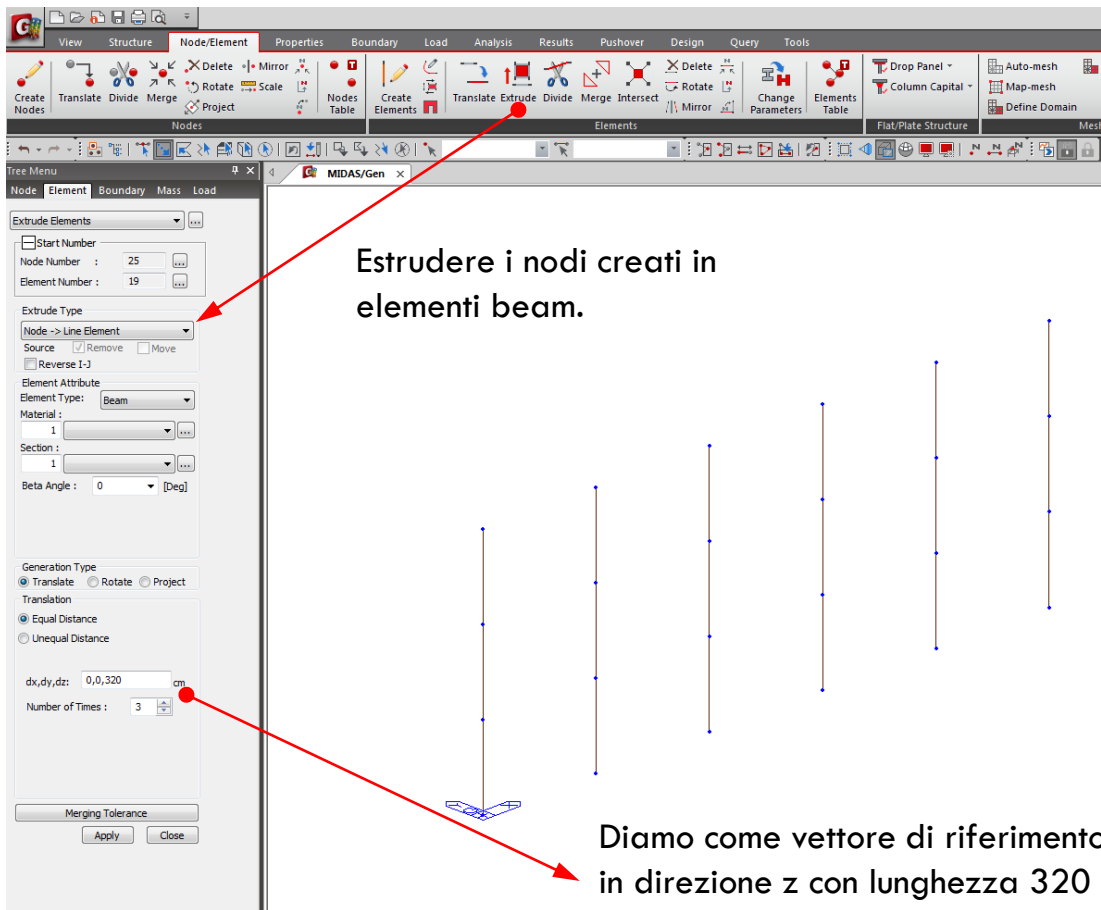 View Structure Node/Element Properties Boundary Load Analysis Results Pushover Design Query Tools
Create Nodes
Translate
Divide
Merge
Delete
Rotate
Project
Mirror
Scale
Nodes Table
Nodes
Create Elements
Translate
Extrude
Divide
Merge
Intersect
Delete
Rotate
Mirror
Change Parameters
Elements Table
Elements
Drop Panel
Column Capital
Flat/Plate Structure
Auto-mesh
Map-mesh
Define Domain
Mes
Tree Menu
Node Element Boundary Mass Load
MIDAS/Gen
Extrude Elements
Start Number
Node Number : 25
Element Number : 19
Extrude Type
Node -> Line Element
Source Remove Move
Reverse I-J
Element Attribute
Element Type: Beam
Material :
1
Section :
1
Beta Angle : 0 [Deg]
Generation Type
Translate Rotate Project
Translation
Equal Distance
Unequal Distance
dx,dy,dz: 0,0,320 cm
Number of Times : 3
Merging Tolerance
Apply Close
Estrudere i nodi creati in
elementi beam.
Diamo come vettore di riferimento
in direzione z con lunghezza 320